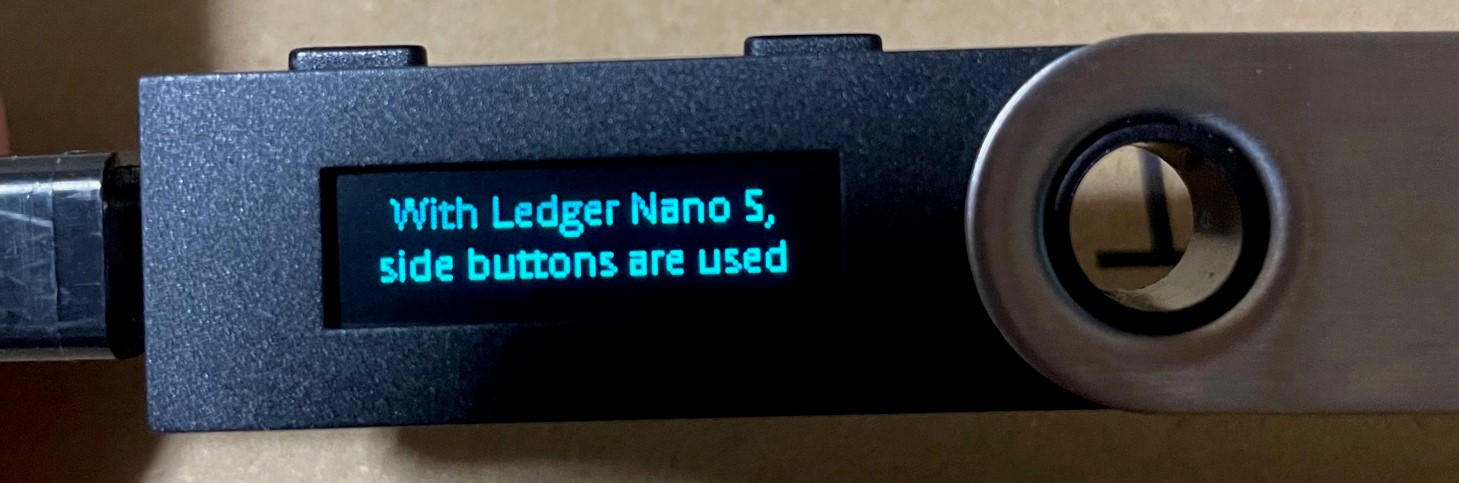 With Ledger Nano S,
side buttons are used